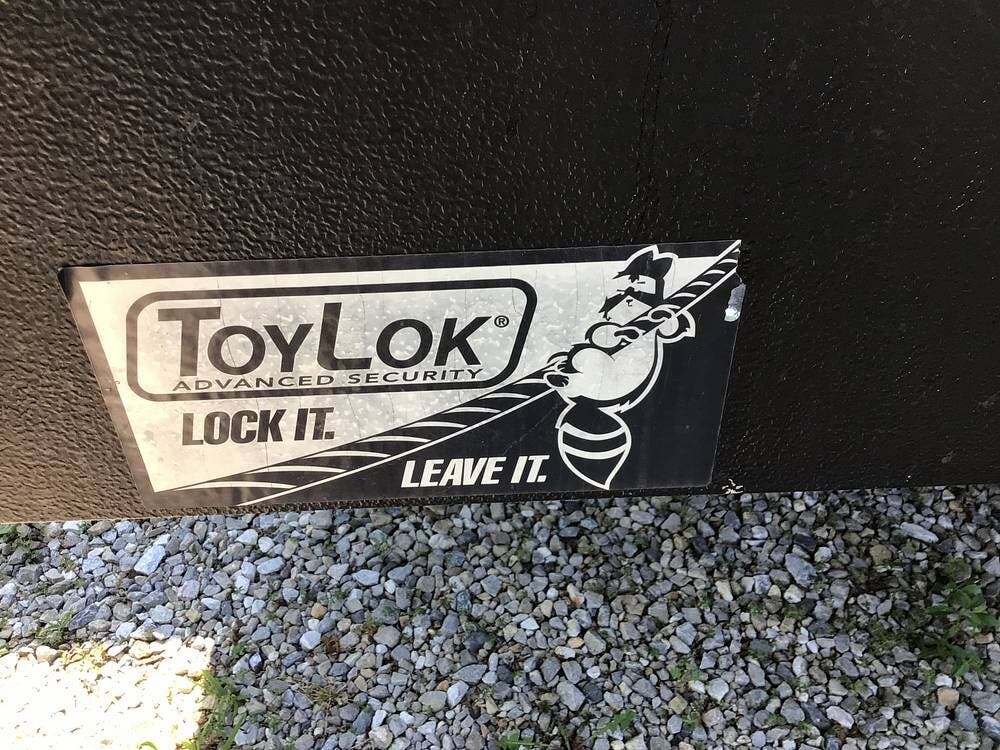 TOYLOK®
ADVANCED SECURITY
LOCK IT.
LEAVE IT.